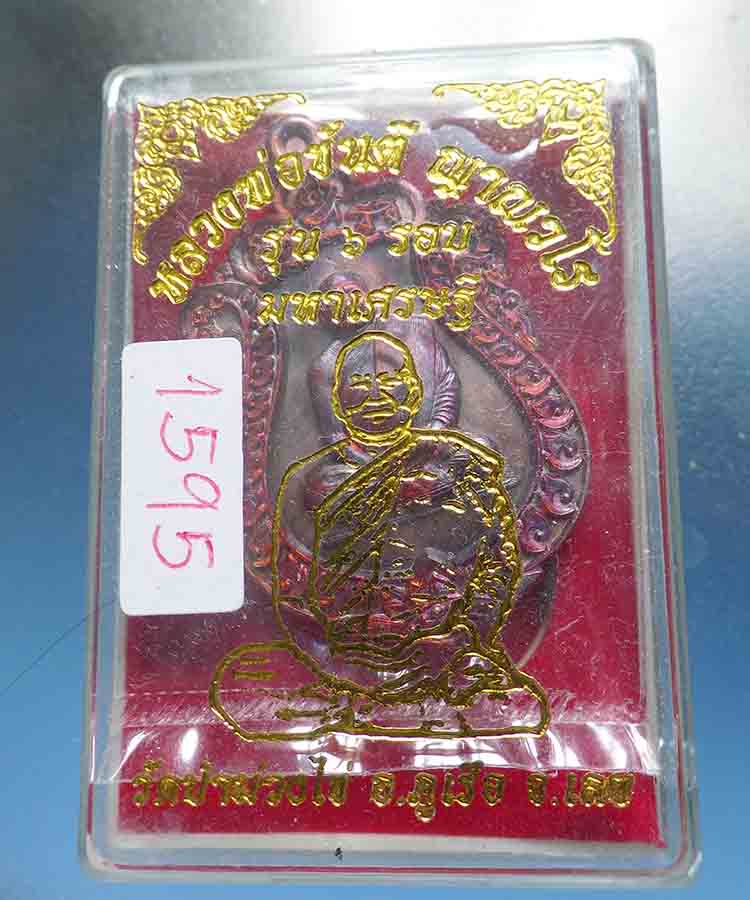 หลวงพ่อขันตี ญาณวโร
รุ่น ๖ รอบ
มหาเศรษฐี
1595
วัดป่าม่วงไข่ อ.ภูเรือ จ.เลย